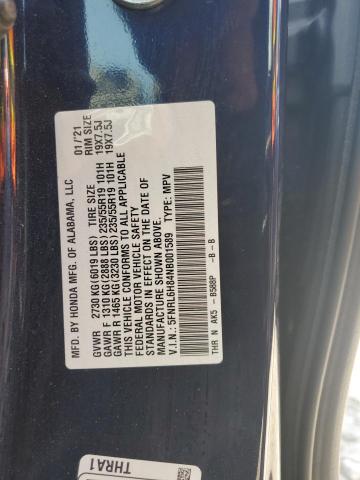 MFD. BY HONDA MFG. OF ALABAMA, LLC 01/'21
GVWR 2730 KG(6019 LBS) TIRE SIZE RIM SIZE
GAWR F 1310 KG(2888 LBS) 235/55R19 101H 19X7.5J
GAWR R 1465 KG(3230 LBS) 235/55R19 101H 19X7.5J
THIS VEHICLE CONFORMS TO ALL APPLICABLE
FEDERAL MOTOR VEHICLE SAFETY
STANDARDS IN EFFECT ON THE DATE OF
MANUFACTURE SHOWN ABOVE.
V.I.N.: 5FNRL6H84NB001589 TYPE: MPV
THR N AK5 - B588P - B - B
THRA1